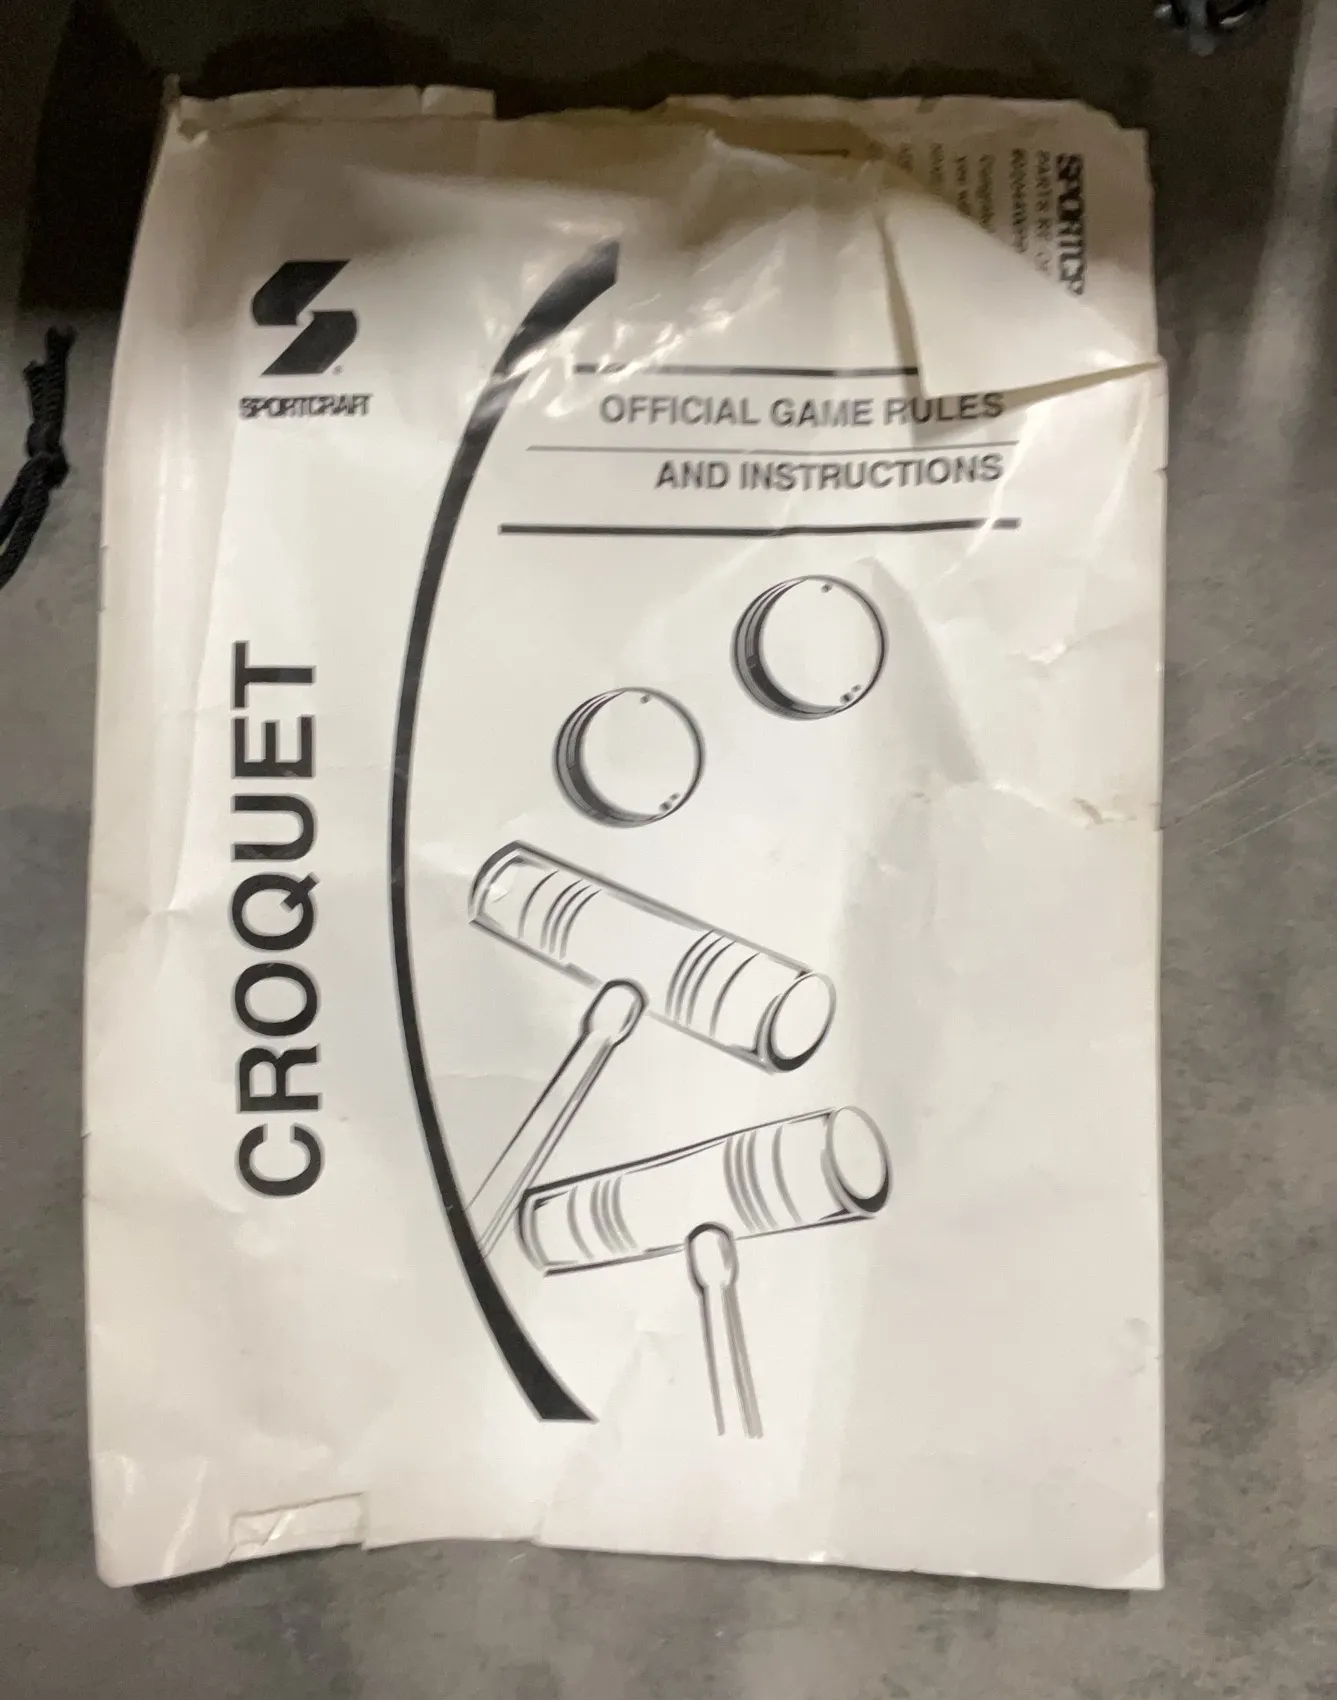 SPORTCRAFT
OFFICIAL GAME RULES
AND INSTRUCTIONS
CROQUET